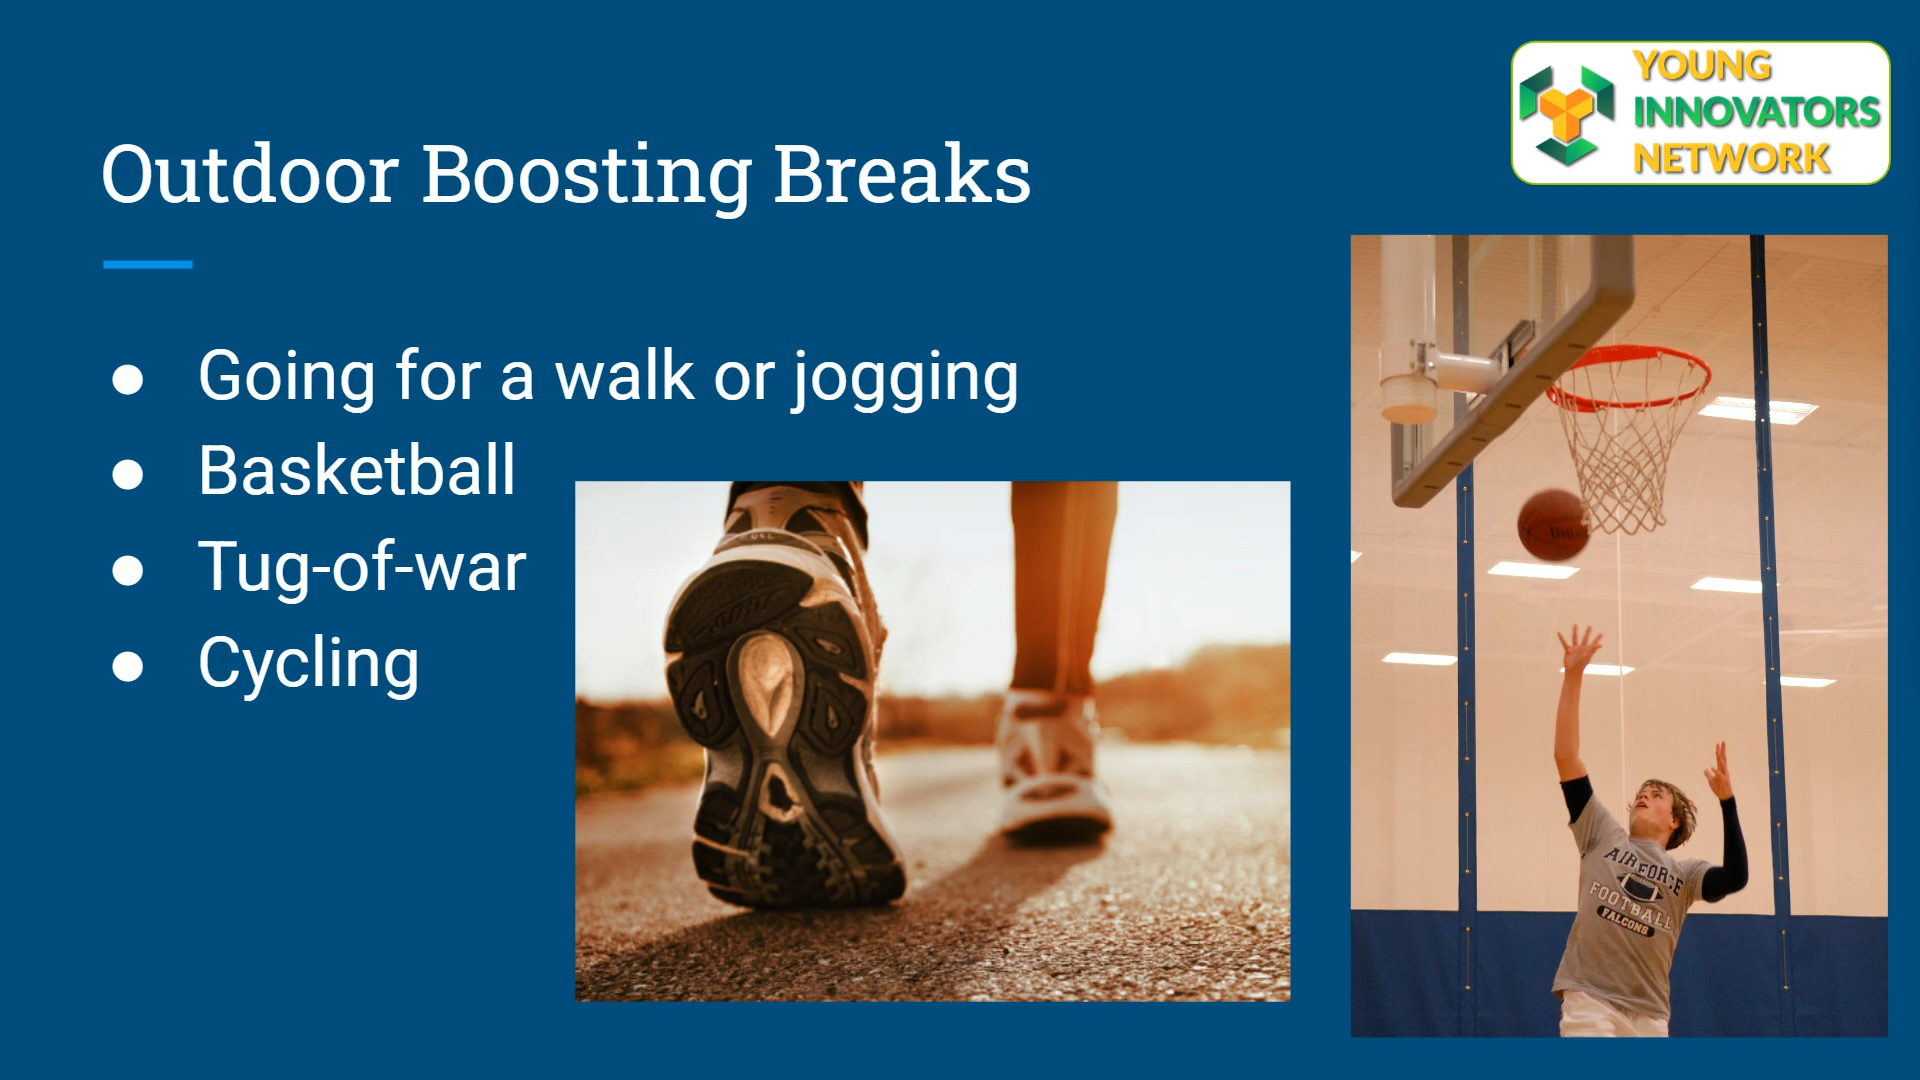 YOUNG
INNOVATORS
NETWORK
Outdoor Boosting Breaks
Going for a walk or jogging
Basketball
Tug-of-war
Cycling
AIR FORCE
FOOTBALL
FALCONS